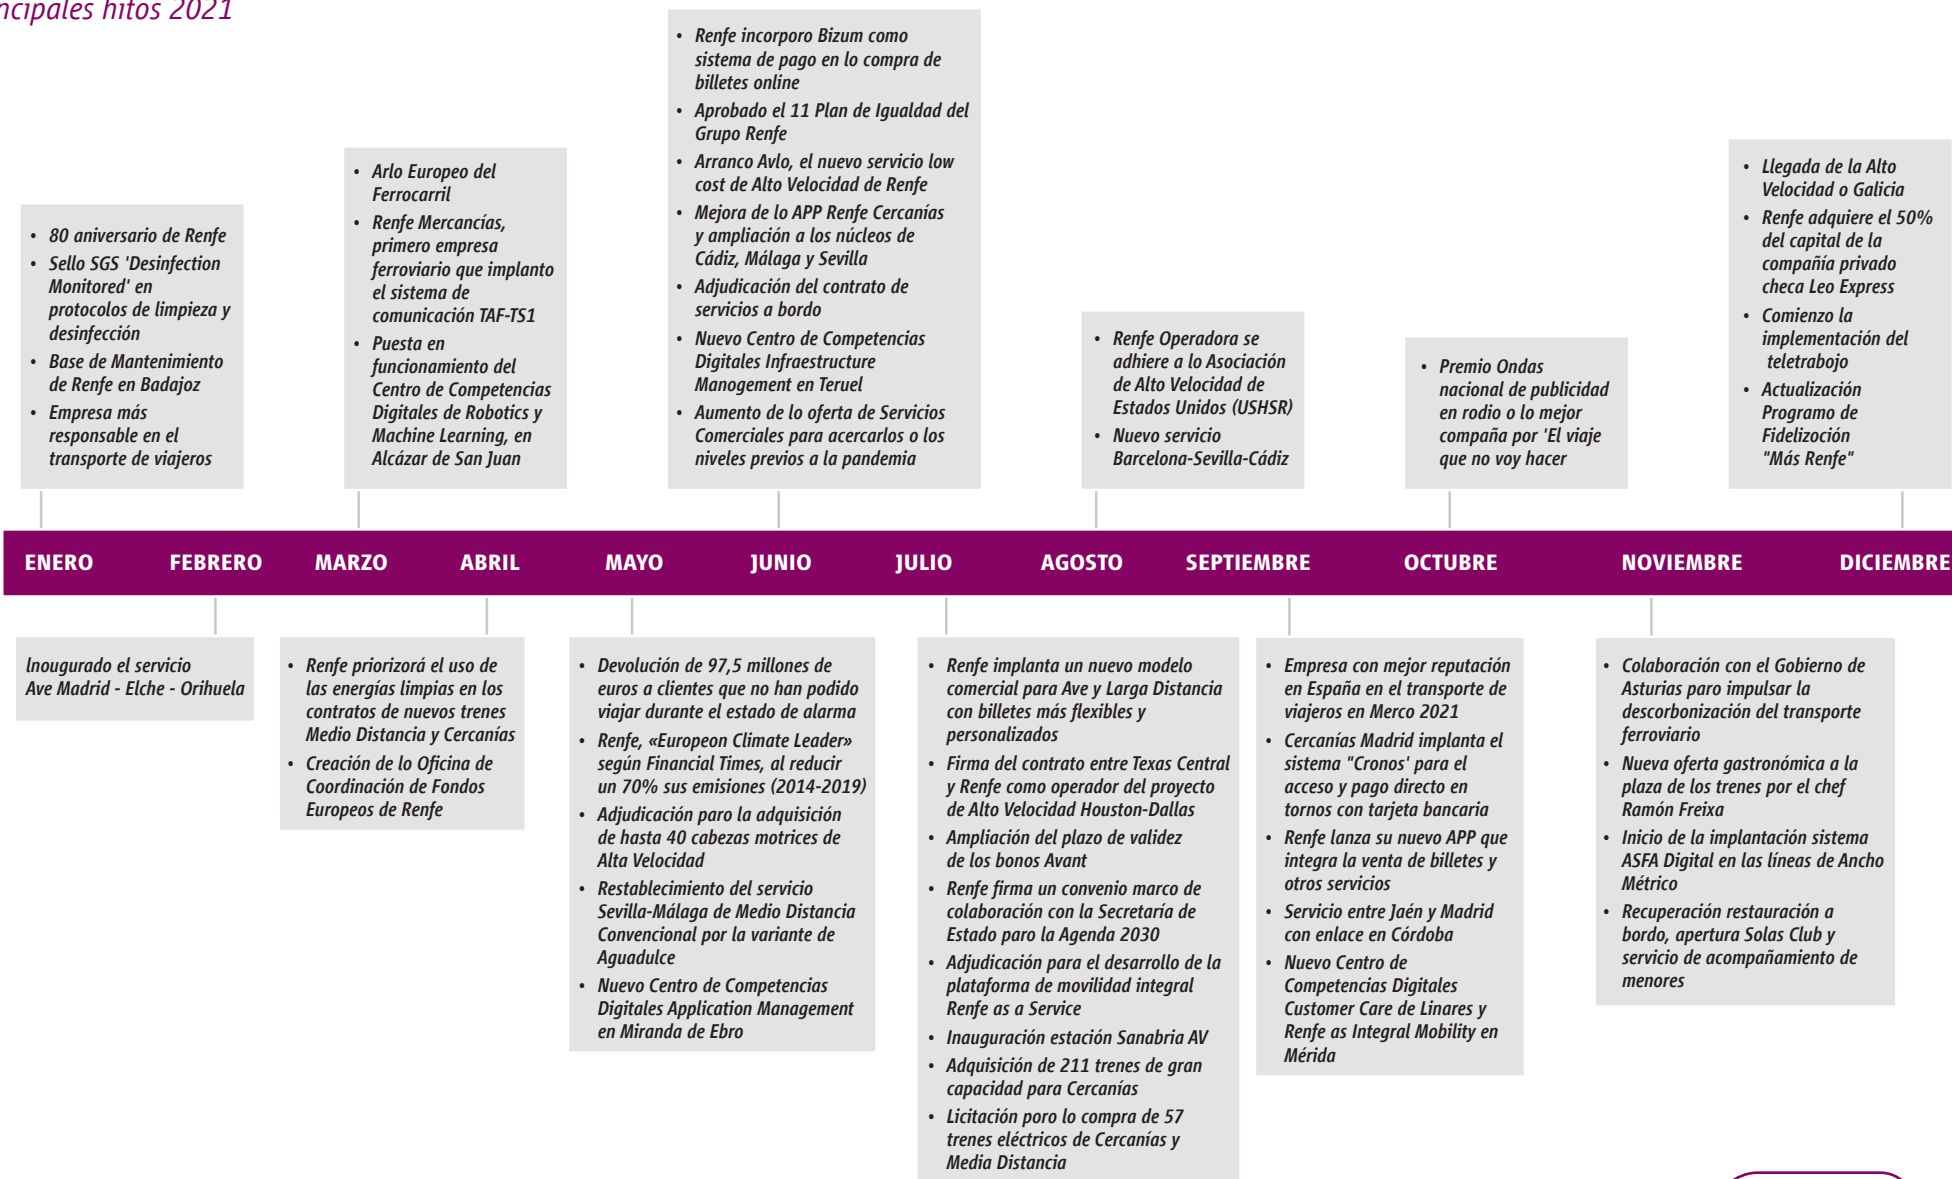 ncipales hitos 2021
• Renfe incorporo Bizum como
sistema de pago en lo compra de
billetes online
• Aprobado el 11 Plan de Igualdad del
Grupo Renfe
• Arranco Avlo, el nuevo servicio low
cost de Alto Velocidad de Renfe
• Mejora de lo APP Renfe Cercanías
y ampliación a los núcleos de
Cádiz, Málaga y Sevilla
• Adjudicación del contrato de
servicios a bordo
• Nuevo Centro de Competencias
Digitales Infraestructure
Management en Teruel
• Aumento de lo oferta de Servicios
Comerciales para acercarlos o los
niveles previos a la pandemia
• Arlo Europeo del
Ferrocarril
• Renfe Mercancías,
primero empresa
ferroviario que implanto
el sistema de
comunicación TAF-TS1
• Puesta en
funcionamiento del
Centro de Competencias
Digitales de Robotics y
Machine Learning, en
Alcázar de San Juan
• Llegada de la Alto
Velocidad o Galicia
• Renfe adquiere el 50%
del capital de la
compañía privado
checa Leo Express
• Comienzo la
implementación del
teletrabajo
• Actualización
Programo de
Fidelizoción
"Más Renfe"
• 80 aniversario de Renfe
• Sello SGS 'Desinfection
Monitored' en
protocolos de limpieza y
desinfección
• Base de Mantenimiento
de Renfe en Badajoz
• Empresa más
responsable en el
transporte de viajeros
• Renfe Operadora se
adhiere a lo Asociación
de Alto Velocidad de
Estados Unidos (USHSR)
• Nuevo servicio
Barcelona-Sevilla-Cádiz
• Premio Ondas
nacional de publicidad
en rodio o lo mejor
compaña por 'El viaje
que no voy hacer
ENERO FEBRERO MARZO ABRIL MAYO JUNIO JULIO AGOSTO SEPTIEMBRE OCTUBRE NOVIEMBRE DICIEMBRE
lnougurado el servicio
Ave Madrid - Elche - Orihuela
• Renfe priorizorá el uso de
las energías limpias en los
contratos de nuevos trenes
Medio Distancia y Cercanías
• Creación de lo Oficina de
Coordinación de Fondos
Europeos de Renfe
• Devolución de 97,5 millones de
euros a clientes que no han podido
viajar durante el estado de alarma
• Renfe, «Europeon Climate Leader»
según Financial Times, al reducir
un 70% sus emisiones (2014-2019)
• Adjudicación paro la adquisición
de hasta 40 cabezas motrices de
Alta Velocidad
• Restablecimiento del servicio
Sevilla-Málaga de Medio Distancia
Convencional por la variante de
Aguadulce
• Nuevo Centro de Competencias
Digitales Application Management
en Miranda de Ebro
• Renfe implanta un nuevo modelo
comercial para Ave y Larga Distancia
con billetes más flexibles y
personalizados
• Firma del contrato entre Texas Central
y Renfe como operador del proyecto
de Alto Velocidad Houston-Dallas
• Ampliación del plazo de validez
de los bonos Avant
• Renfe firma un convenio marco de
colaboración con la Secretaría de
Estado paro la Agenda 2030
• Adjudicación para el desarrollo de la
plataforma de movilidad integral
Renfe as a Service
• Inauguración estación Sanabria AV
• Adquisición de 211 trenes de gran
capacidad para Cercanías
• Licitación poro lo compra de 57
trenes eléctricos de Cercanías y
Media Distancia
• Empresa con mejor reputación
en España en el transporte de
viajeros en Merco 2021
• Cercanías Madrid implanta el
sistema "Cronos' para el
acceso y pago directo en
tornos con tarjeta bancaria
• Renfe lanza su nuevo APP que
integra la venta de billetes y
otros servicios
• Servicio entre Jaén y Madrid
con enlace en Córdoba
• Nuevo Centro de
Competencias Digitales
Customer Care de Linares y
Renfe as Integral Mobility en
Mérida
• Colaboración con el Gobierno de
Asturias paro impulsar la
descorbonización del transporte
ferroviario
• Nueva oferta gastronómica a la
plaza de los trenes por el chef
Ramón Freixa
• Inicio de la implantación sistema
ASFA Digital en las líneas de Ancho
Métrico
• Recuperación restauración a
bordo, apertura Solas Club y
servicio de acompañamiento de
menores